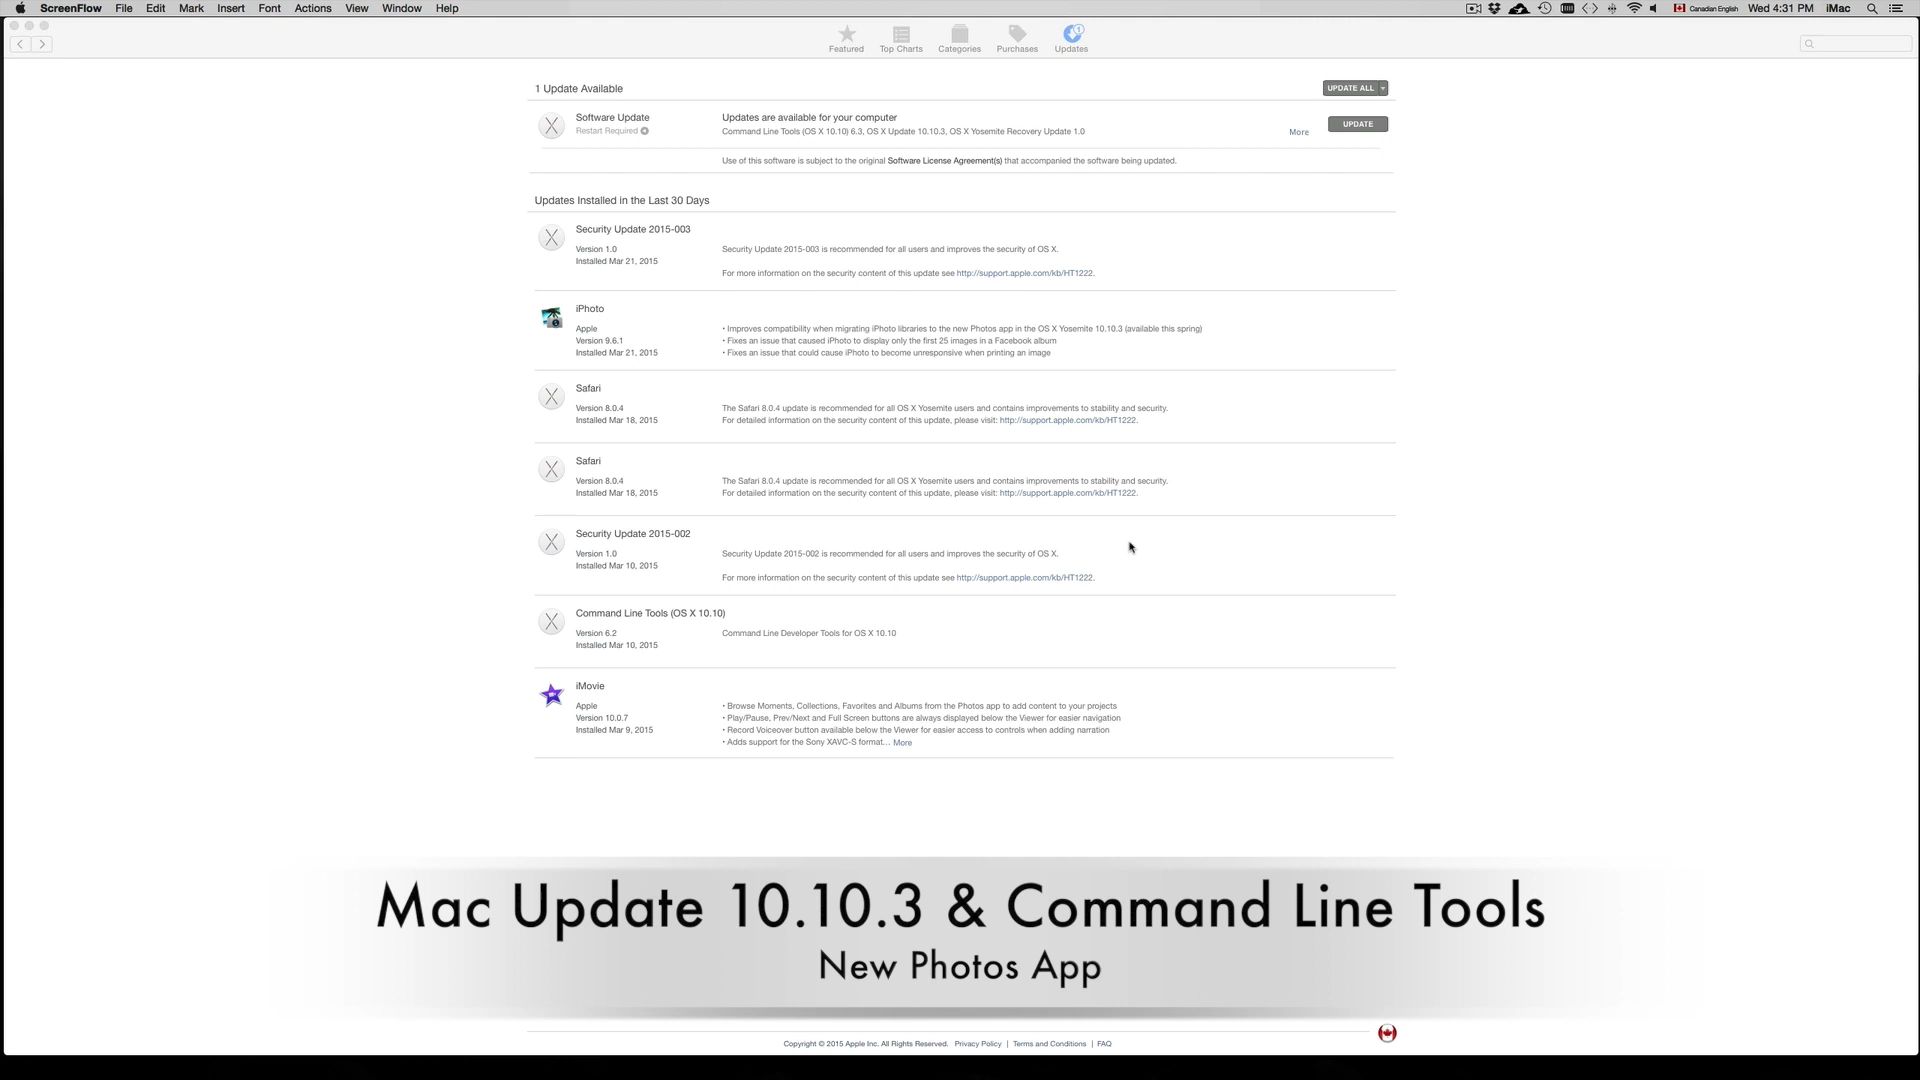 ScreenFlow File Edit Mark Insert Font Actions View Window Help
Canadian English Wed 4:31 PM iMac
Featured Top Charts Categories Purchases Updates
1
1 Update Available
UPDATE ALL
Software Update
Restart Required
Updates are available for your computer
Command Line Tools (OS X 10.10) 6.3, OS X Update 10.10.3, OS X Yosemite Recovery Update 1.0
More
UPDATE
Use of this software is subject to the original Software License Agreement(s) that accompanied the software being updated.
Updates Installed in the Last 30 Days
Security Update 2015-003
Version 1.0
Installed Mar 21, 2015
Security Update 2015-003 is recommended for all users and improves the security of OS X.
For more information on the security content of this update see http://support.apple.com/kb/HT1222.
iPhoto
Apple
Version 9.6.1
Installed Mar 21, 2015
• Improves compatibility when migrating iPhoto libraries to the new Photos app in the OS X Yosemite 10.10.3 (available this spring)
• Fixes an issue that caused iPhoto to display only the first 25 images in a Facebook album
• Fixes an issue that could cause iPhoto to become unresponsive when printing an image
Safari
Version 8.0.4
Installed Mar 18, 2015
The Safari 8.0.4 update is recommended for all OS X Yosemite users and contains improvements to stability and security.
For detailed information on the security content of this update, please visit: http://support.apple.com/kb/HT1222.
Safari
Version 8.0.4
Installed Mar 18, 2015
The Safari 8.0.4 update is recommended for all OS X Yosemite users and contains improvements to stability and security.
For detailed information on the security content of this update, please visit: http://support.apple.com/kb/HT1222.
Security Update 2015-002
Version 1.0
Installed Mar 10, 2015
Security Update 2015-002 is recommended for all users and improves the security of OS X.
For more information on the security content of this update see http://support.apple.com/kb/HT1222.
Command Line Tools (OS X 10.10)
Version 6.2
Installed Mar 10, 2015
Command Line Developer Tools for OS X 10.10
iMovie
Apple
Version 10.0.7
Installed Mar 9, 2015
• Browse Moments, Collections, Favorites and Albums from the Photos app to add content to your projects
• Play/Pause, Prev/Next and Full Screen buttons are always displayed below the Viewer for easier navigation
• Record Voiceover button available below the Viewer for easier access to controls when adding narration
• Adds support for the Sony XAVC-S format... More
Mac Update 10.10.3 & Command Line Tools
New Photos App
Copyright © 2015 Apple Inc. All Rights Reserved. Privacy Policy | Terms and Conditions | FAQ